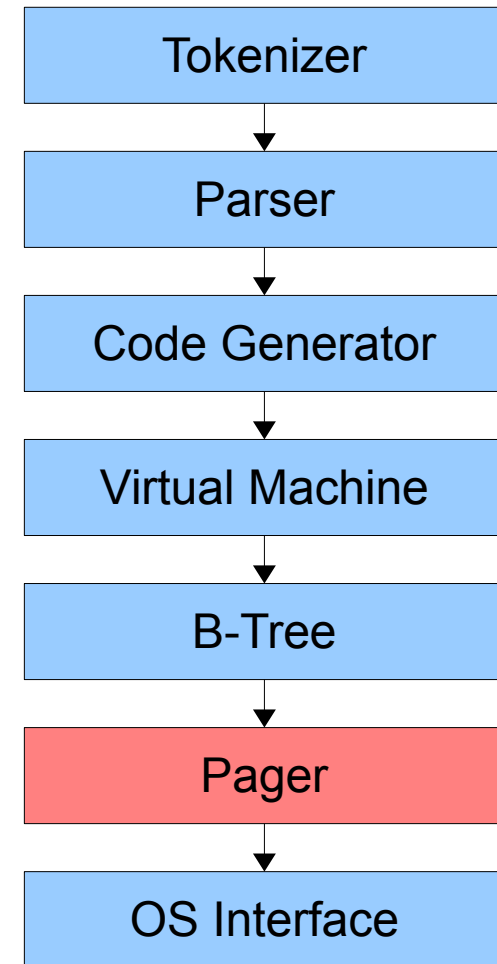 Tokenizer
Parser
Code Generator
Virtual Machine
B-Tree
Pager
OS Interface